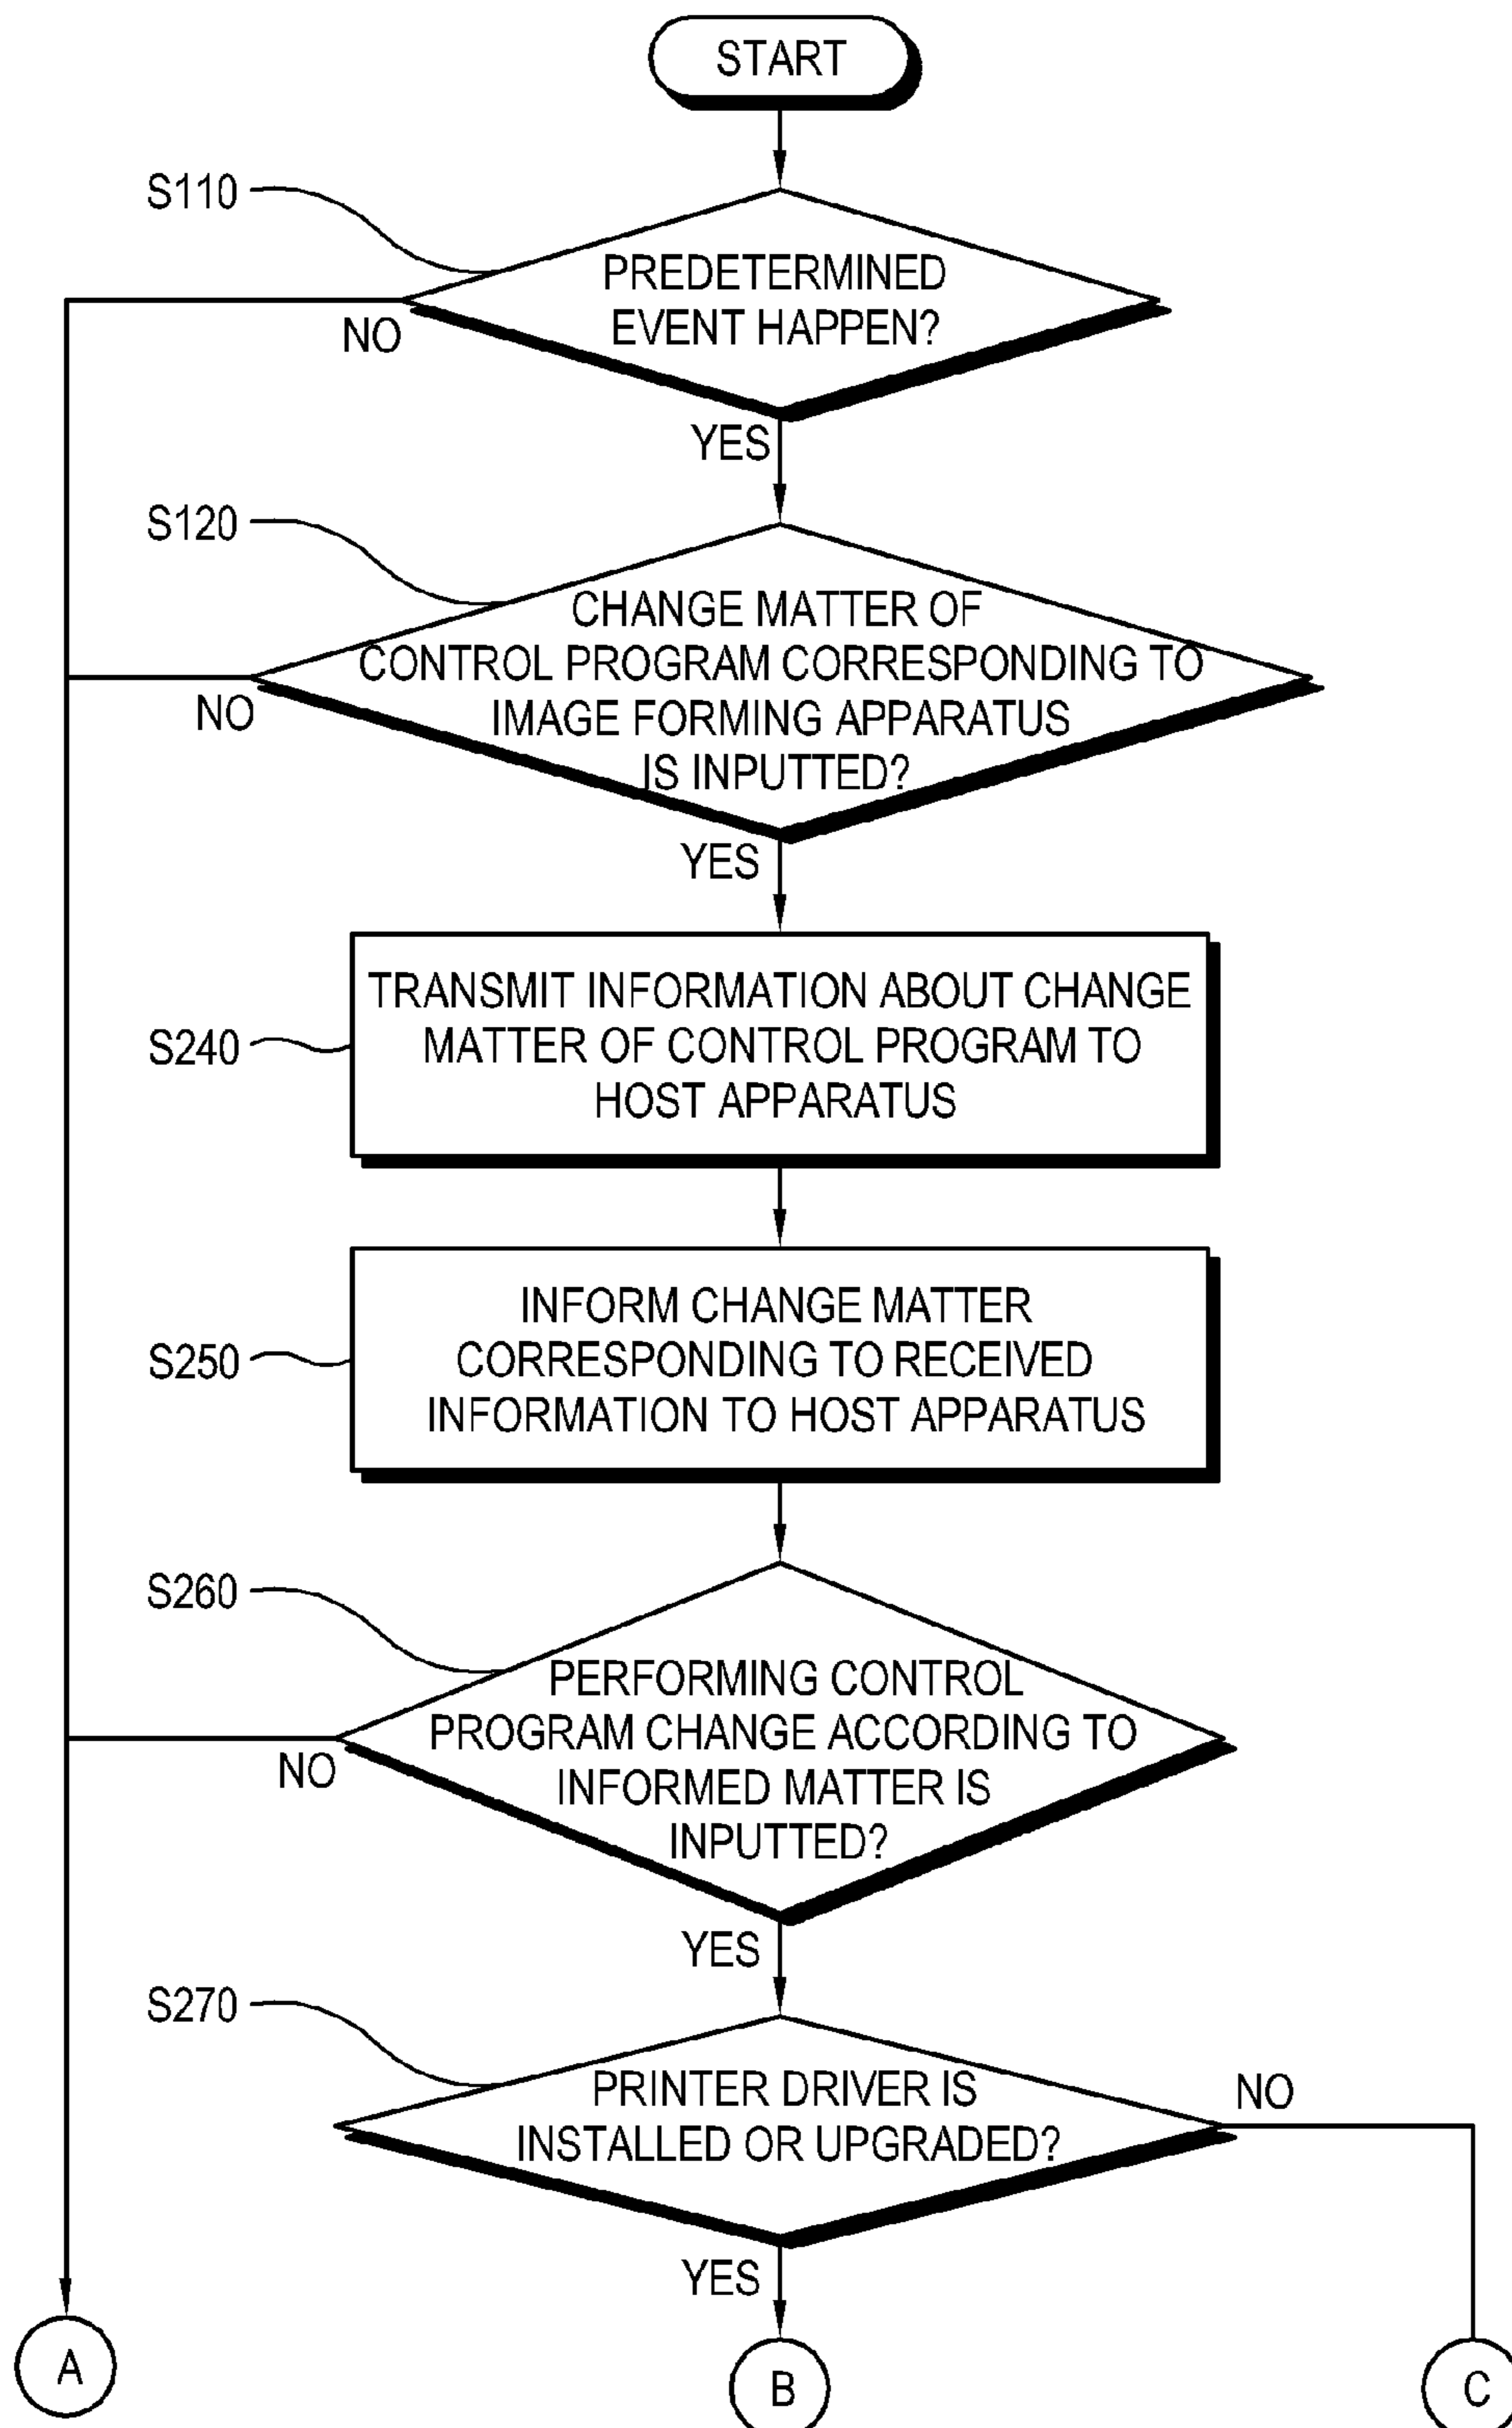 START
S110
PREDETERMINED
EVENT HAPPEN?
NO
YES
S120
CHANGE MATTER OF
CONTROL PROGRAM CORRESPONDING TO
IMAGE FORMING APPARATUS
IS INPUTTED?
NO
YES
S240
TRANSMIT INFORMATION ABOUT CHANGE
MATTER OF CONTROL PROGRAM TO
HOST APPARATUS
S250
INFORM CHANGE MATTER
CORRESPONDING TO RECEIVED
INFORMATION TO HOST APPARATUS
S260
PERFORMING CONTROL
PROGRAM CHANGE ACCORDING TO
INFORMED MATTER IS
INPUTTED?
NO
YES
S270
PRINTER DRIVER IS
INSTALLED OR UPGRADED?
NO
YES
A
B
C